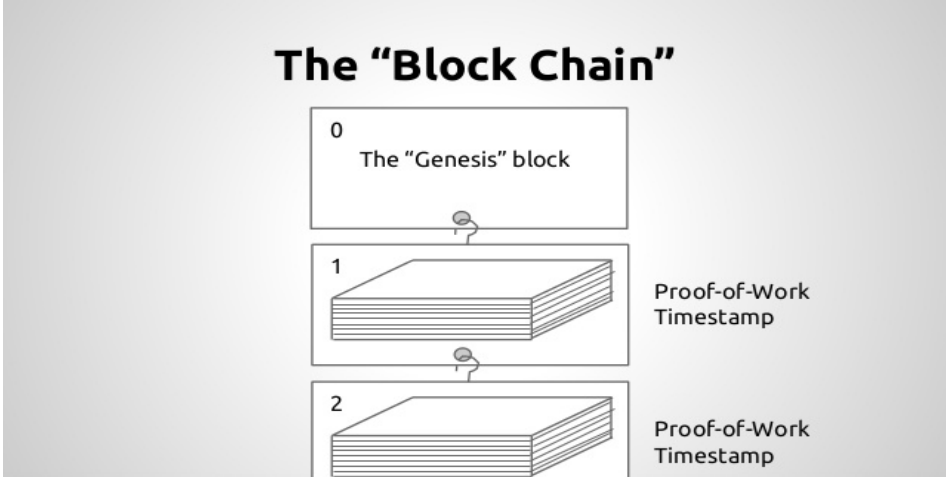 The “Block Chain”
0
The “Genesis” block
1
Proof-of-Work
Timestamp
2
Proof-of-Work
Timestamp